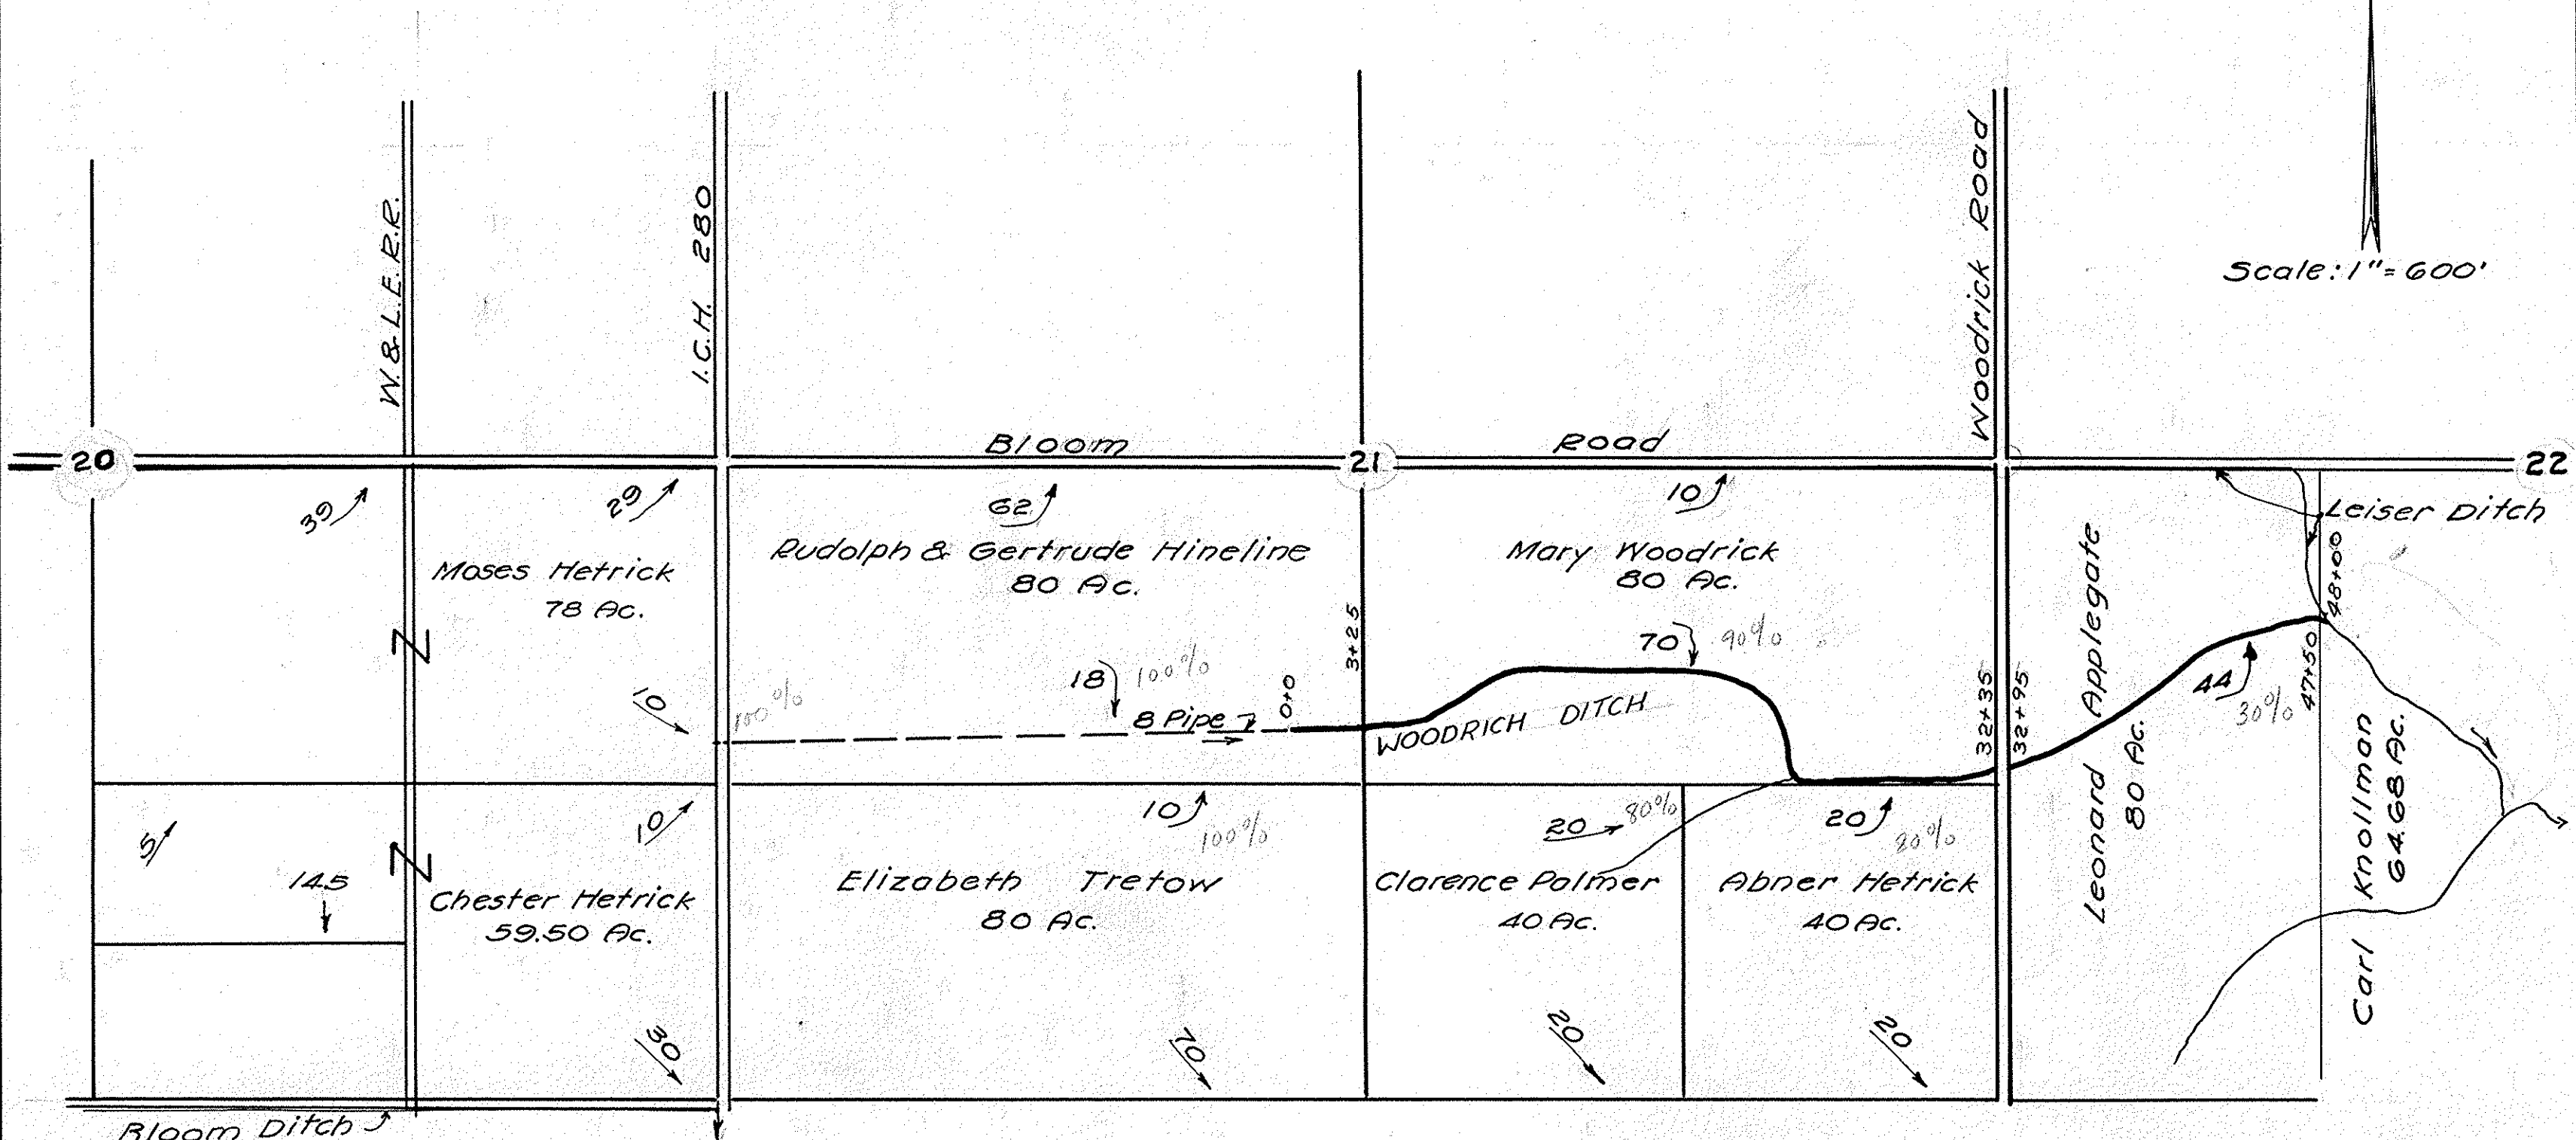 W. & L.E. R.R.
I.C.H. 280
Woodrick Road
Scale: 1"= 600'
Bloom Road
20
21
22
39
29
62
10
Leiser Ditch
Moses Hetrick
78 Ac.
Rudolph & Gertrude Hineline
80 Ac.
Mary Woodrick
80 Ac.
Leonard Applegate
80 Ac.
Carl Knollman
64.68 Ac.
3+25
48+00
70
90%
10
100%
18
100%
8 Pipe
0+0
WOODRICH DITCH
32+35
32+95
44
30%
47+50
5
14.5
10
10
100%
20
80%
20
80%
Chester Hetrick
59.50 Ac.
Elizabeth Tretow
80 Ac.
Clarence Palmer
40 Ac.
Abner Hetrick
40 Ac.
30
70
20
20
Bloom Ditch